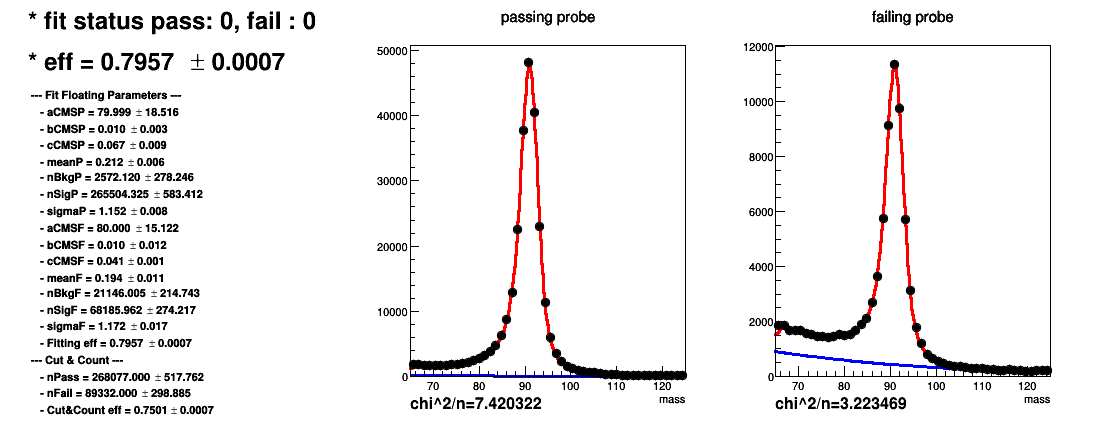 * fit status pass: 0, fail : 0
* eff = 0.7957 ± 0.0007
--- Fit Floating Parameters ---
- aCMSP = 79.999 ± 18.516
- bCMSP = 0.010 ± 0.003
- cCMSP = 0.067 ± 0.009
- meanP = 0.212 ± 0.006
- nBkgP = 2572.120 ± 278.246
- nSigP = 265504.325 ± 583.412
- sigmaP = 1.152 ± 0.008
- aCMSF = 80.000 ± 15.122
- bCMSF = 0.010 ± 0.012
- cCMSF = 0.041 ± 0.001
- meanF = 0.194 ± 0.011
- nBkgF = 21146.005 ± 214.743
- nSigF = 68185.962 ± 274.217
- sigmaF = 1.172 ± 0.017
- Fitting eff = 0.7957 ± 0.0007
--- Cut & Count ---
- nPass = 268077.000 ± 517.762
- nFail = 89332.000 ± 298.885
- Cut&Count eff = 0.7501 ± 0.0007
passing probe
50000
40000
30000
20000
10000
0
70 80 90 100 110 120
mass
chi^2/n=7.420322
failing probe
12000
10000
8000
6000
4000
2000
0
70 80 90 100 110 120
mass
chi^2/n=3.223469